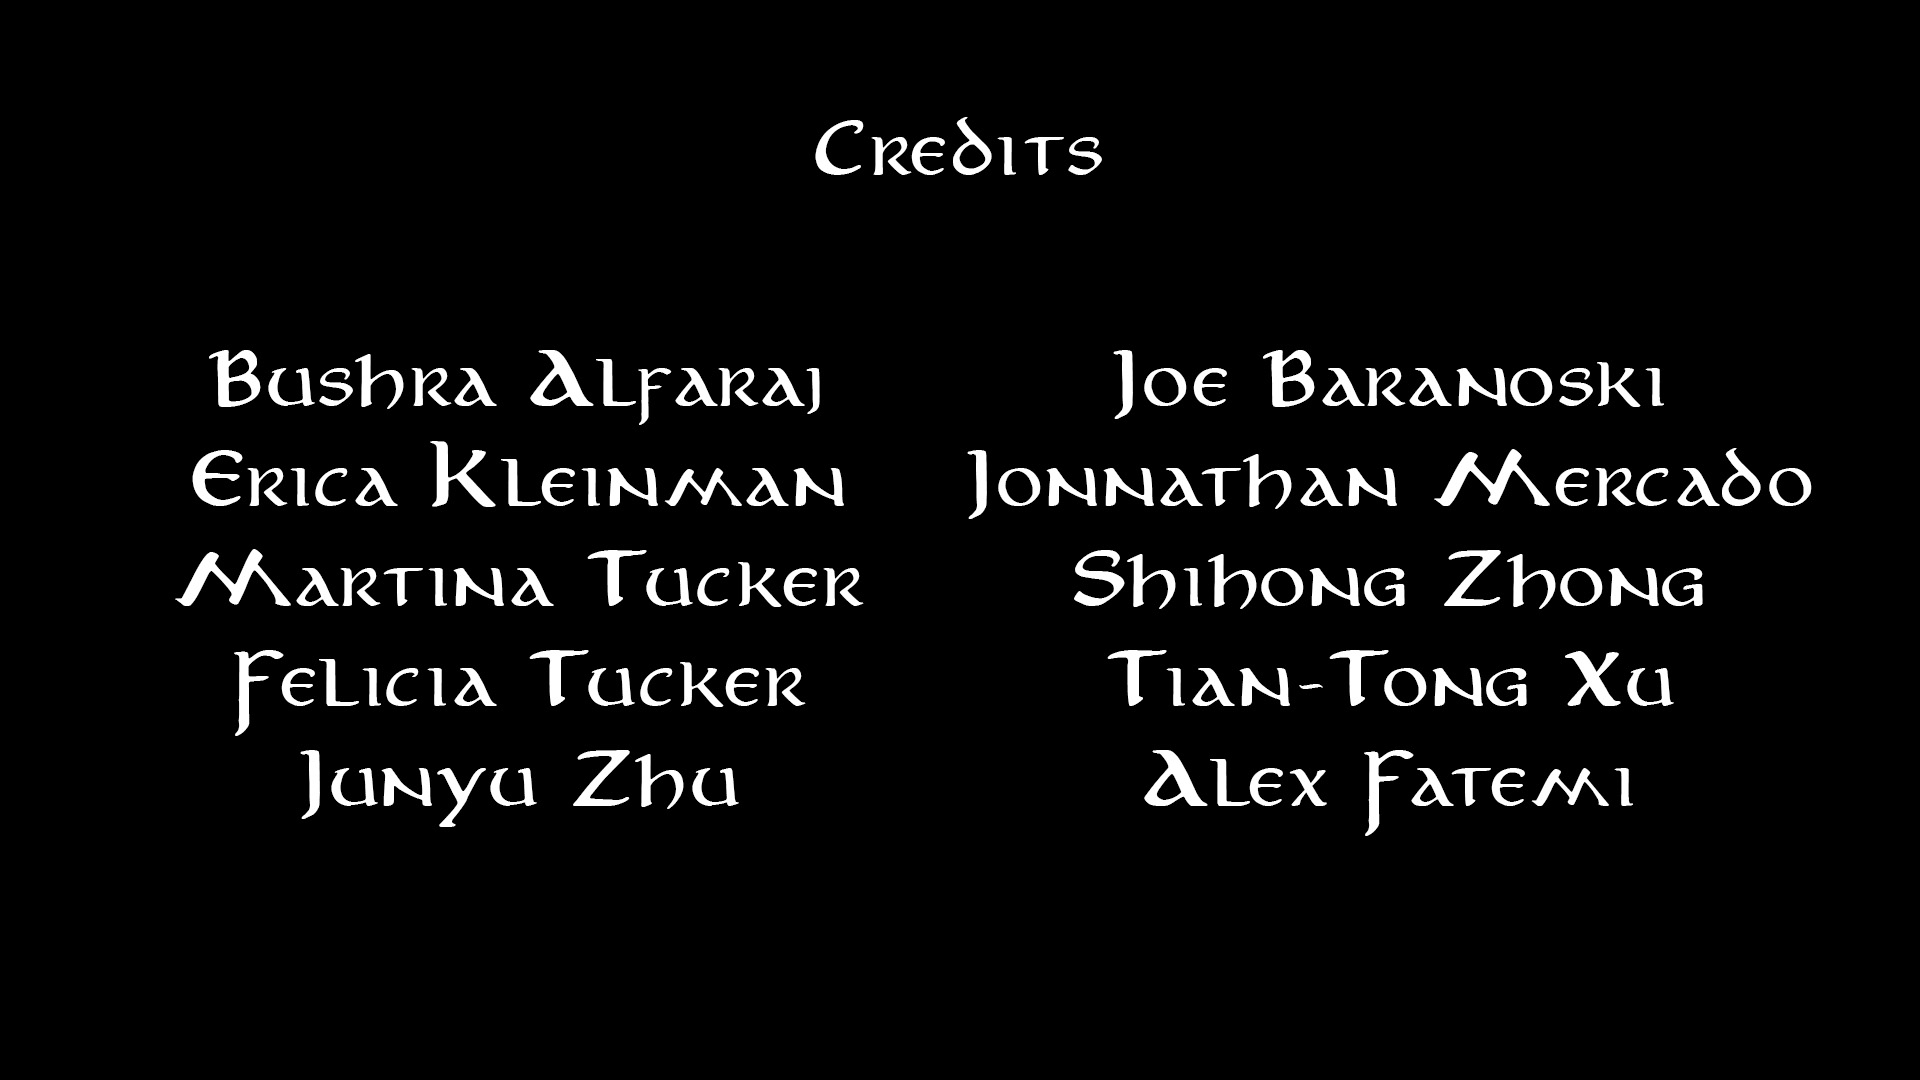 Credits
Bushra Alfaraj
Erica Kleinman
Martina Tucker
Felicia Tucker
Junyu Zhu
Joe Baranoski
Jonnathan Mercado
Shihong Zhong
Tian-Tong Xu
Alex Fatemi